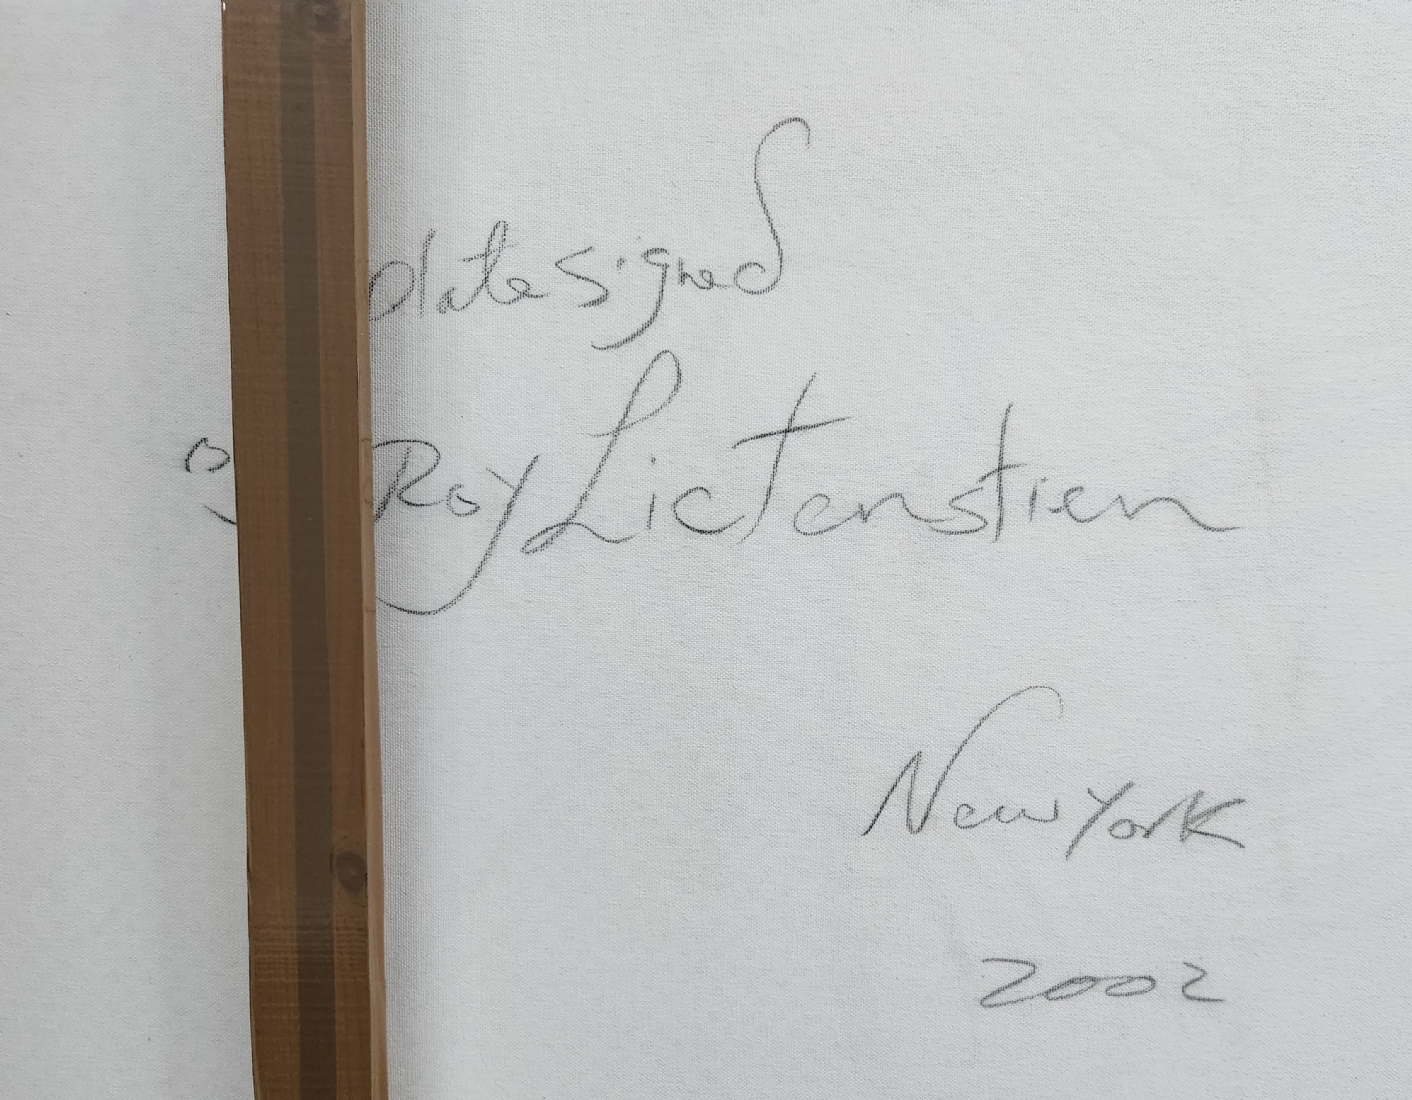 plate signed
Roy Lictenstien
New York
2002